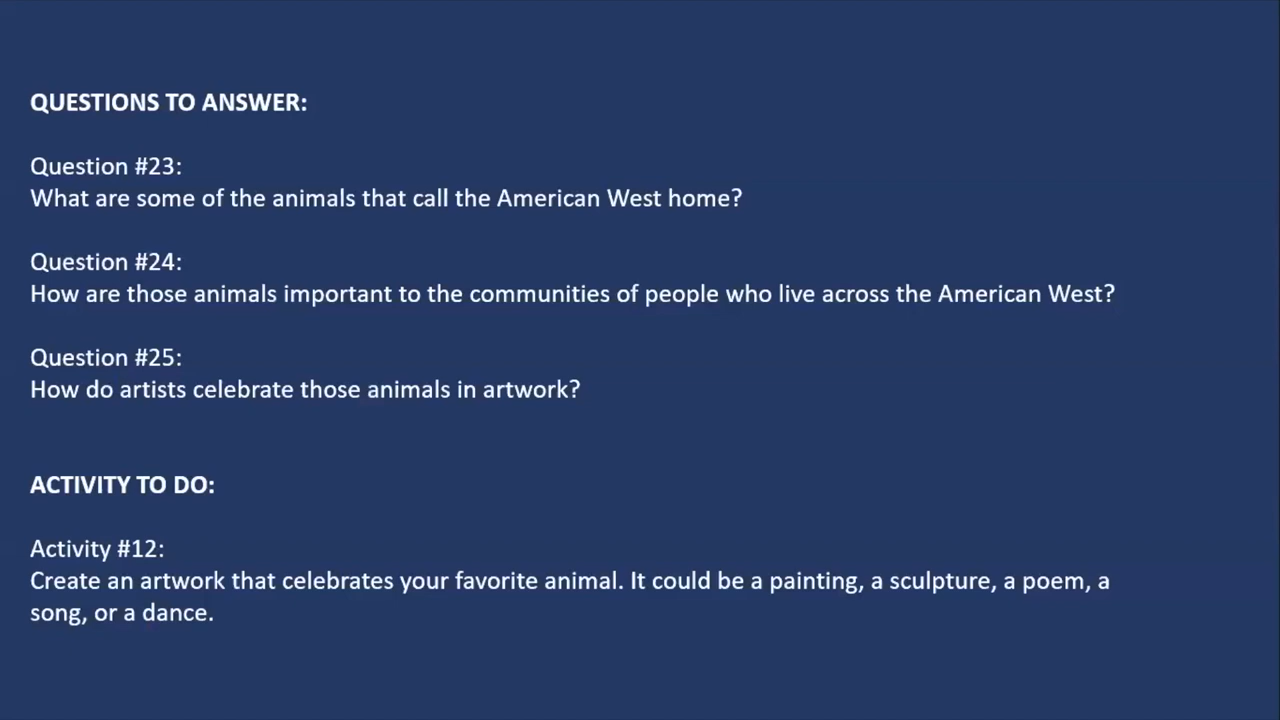 QUESTIONS TO ANSWER:
Question #23:
What are some of the animals that call the American West home?
Question #24:
How are those animals important to the communities of people who live across the American West?
Question #25:
How do artists celebrate those animals in artwork?
ACTIVITY TO DO:
Activity #12:
Create an artwork that celebrates your favorite animal. It could be a painting, a sculpture, a poem, a
song, or a dance.